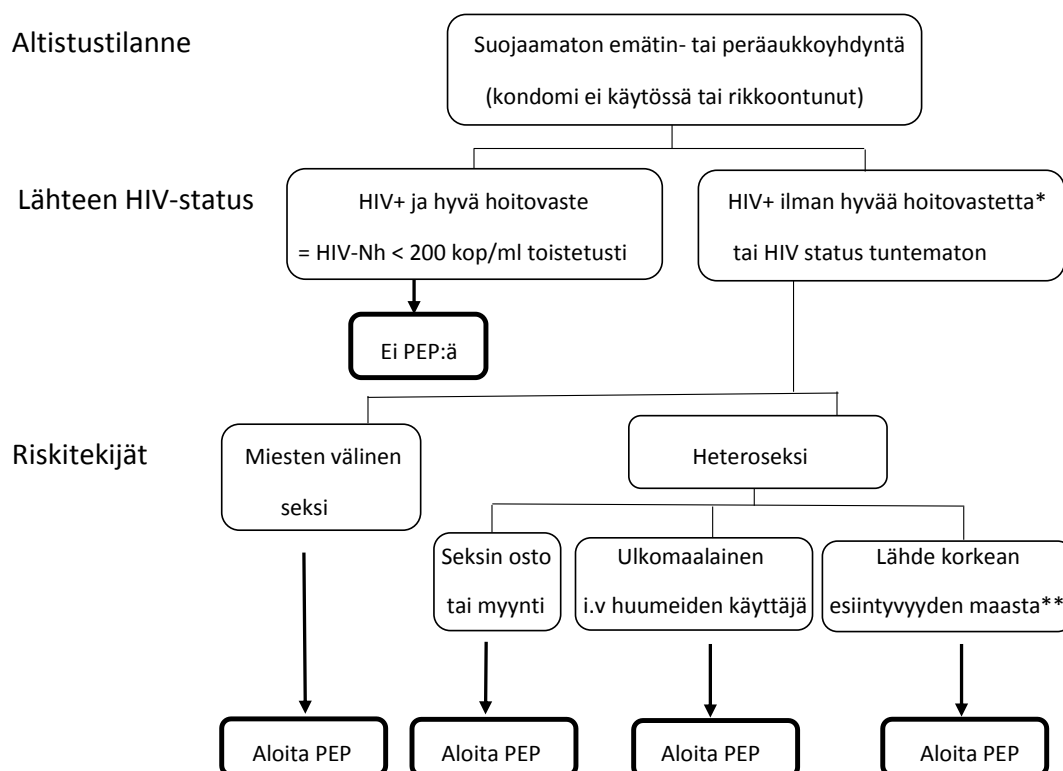 Altistustilanne
Suojaamaton emätin- tai peräaukkoyhdyntä
(kondomi ei käytössä tai rikkoontunut)
Lähteen HIV-status
HIV+ ja hyvä hoitovaste
= HIV-Nh < 200 kop/ml toistetusti
HIV+ ilman hyvää hoitovastetta*
tai HIV status tuntematon
Ei PEP:ä
Riskitekijät
Miesten välinen
seksi
Heteroseksi
Seksin osto
tai myynti
Ulkomaalainen
i.v huumeiden käyttäjä
Lähde korkean
esiintyvyyden maasta**
Aloita PEP
Aloita PEP
Aloita PEP
Aloita PEP